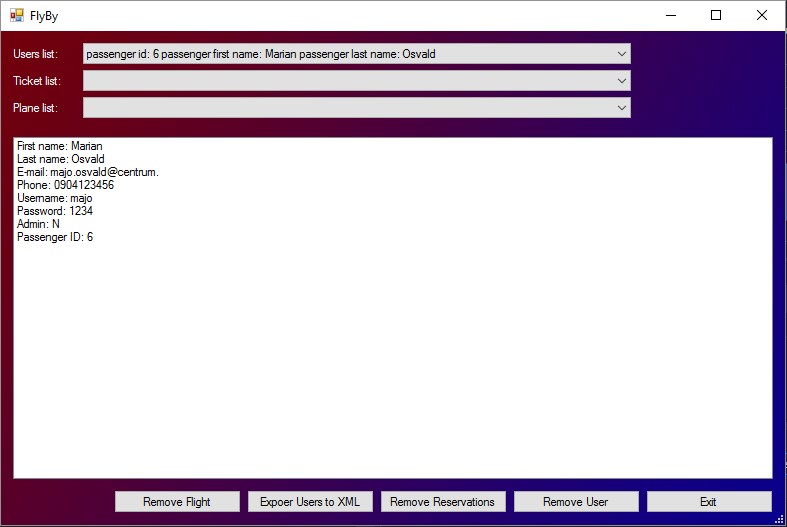 FlyBy
Users list: passenger id: 6 passenger first name: Marian passenger last name: Osvald
Ticket list:
Plane list:
First name: Marian
Last name: Osvald
E-mail: majo.osvald@centrum.
Phone: 0904123456
Username: majo
Password: 1234
Admin: N
Passenger ID: 6
Remove Flight Expoer Users to XML Remove Reservations Remove User Exit